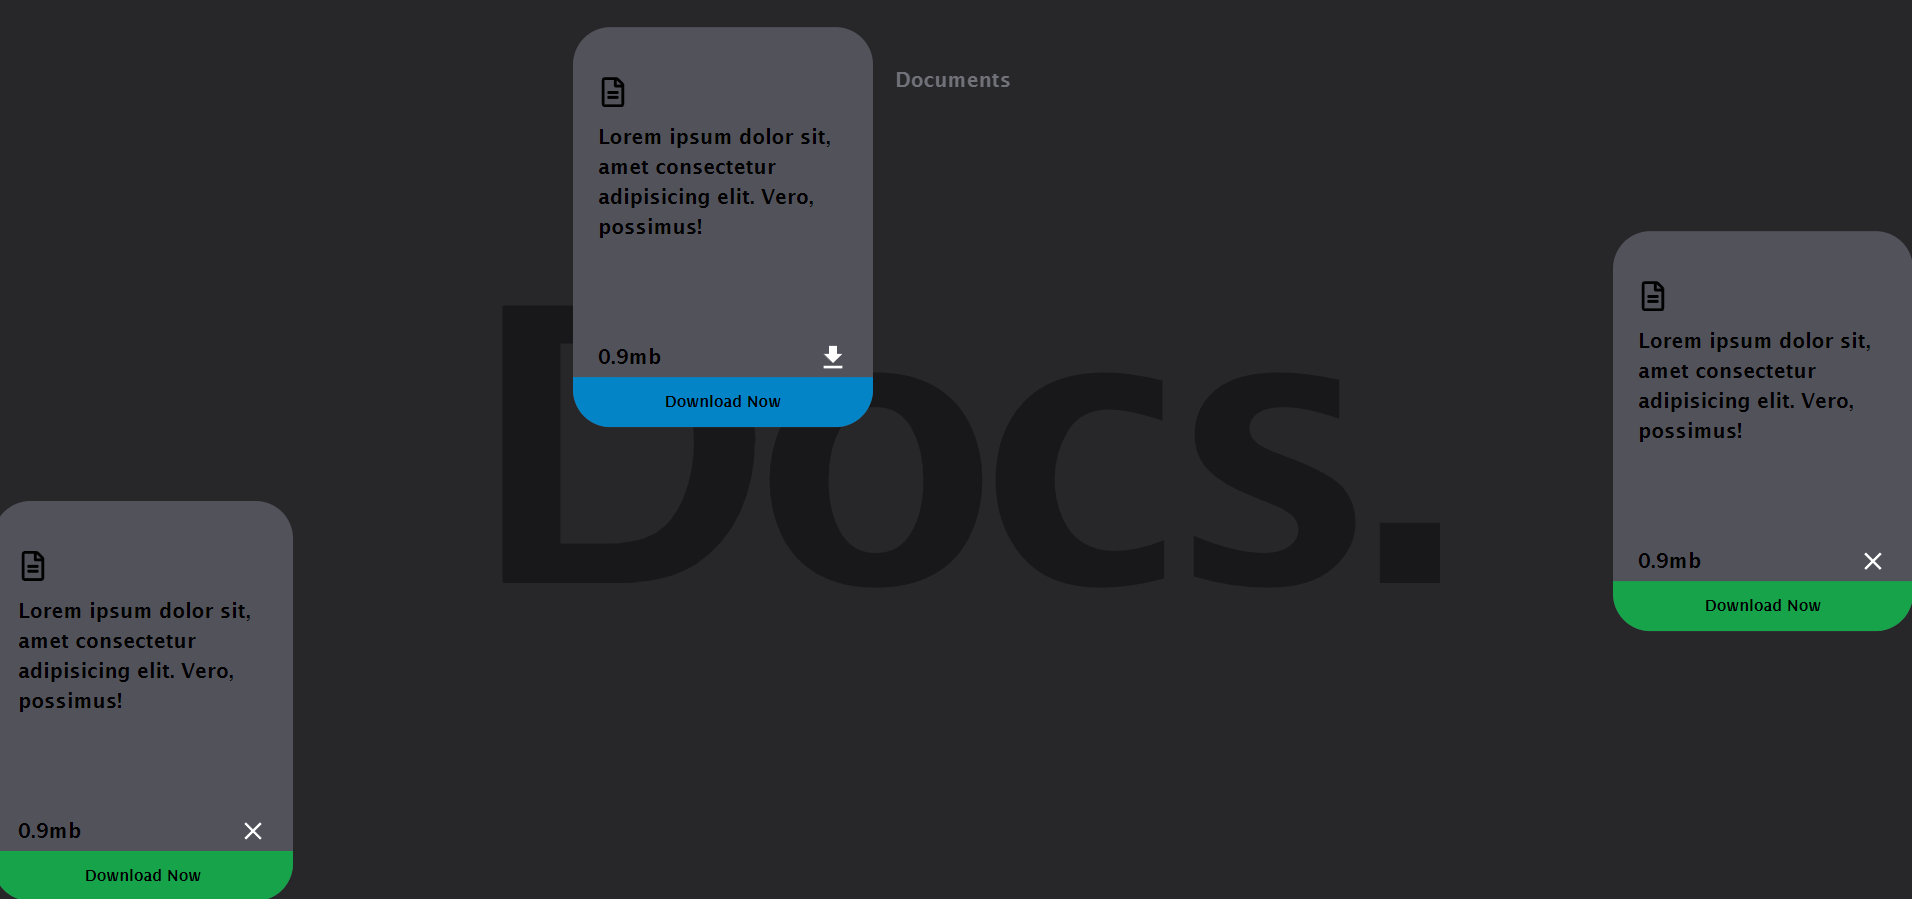 Documents
Lorem ipsum dolor sit,
amet consectetur
adipisicing elit. Vero,
possimus!
0.9mb
Download Now
Docs.
Lorem ipsum dolor sit,
amet consectetur
adipisicing elit. Vero,
possimus!
0.9mb
Download Now
Lorem ipsum dolor sit,
amet consectetur
adipisicing elit. Vero,
possimus!
0.9mb
Download Now